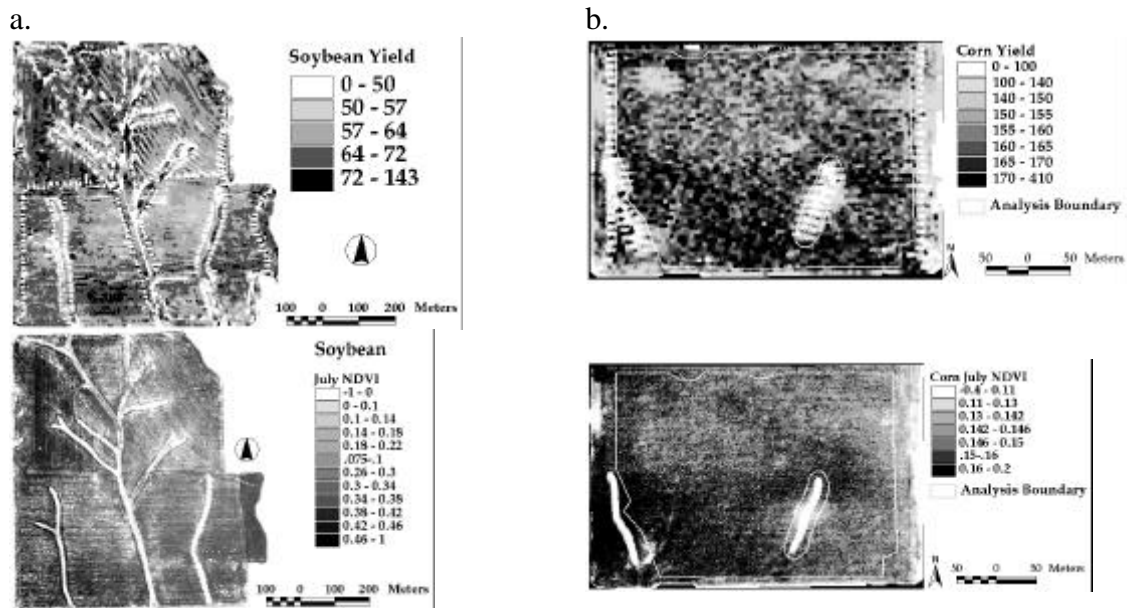 a.
Soybean Yield
0 - 50
50 - 57
57 - 64
64 - 72
72 - 143
100 0 100 200 Meters
Soybean
July NDVI
-1 - 0
0 - 0.1
0.1 - 0.14
0.14 - 0.18
0.18 - 0.22
.075-.1
0.26 - 0.3
0.3 - 0.34
0.34 - 0.38
0.38 - 0.42
0.42 - 0.46
0.46 - 1
100 0 100 200 Meters
b.
Corn Yield
0 - 100
100 - 140
140 - 150
150 - 155
155 - 160
160 - 165
165 - 170
170 - 410
Analysis Boundary
N
50 0 50 Meters
Corn July NDVI
-0.4 - 0.11
0.11 - 0.13
0.13 - 0.142
0.142 - 0.146
0.146 - 0.15
.15-.16
0.16 - 0.2
Analysis Boundary
N
50 0 50 Meters